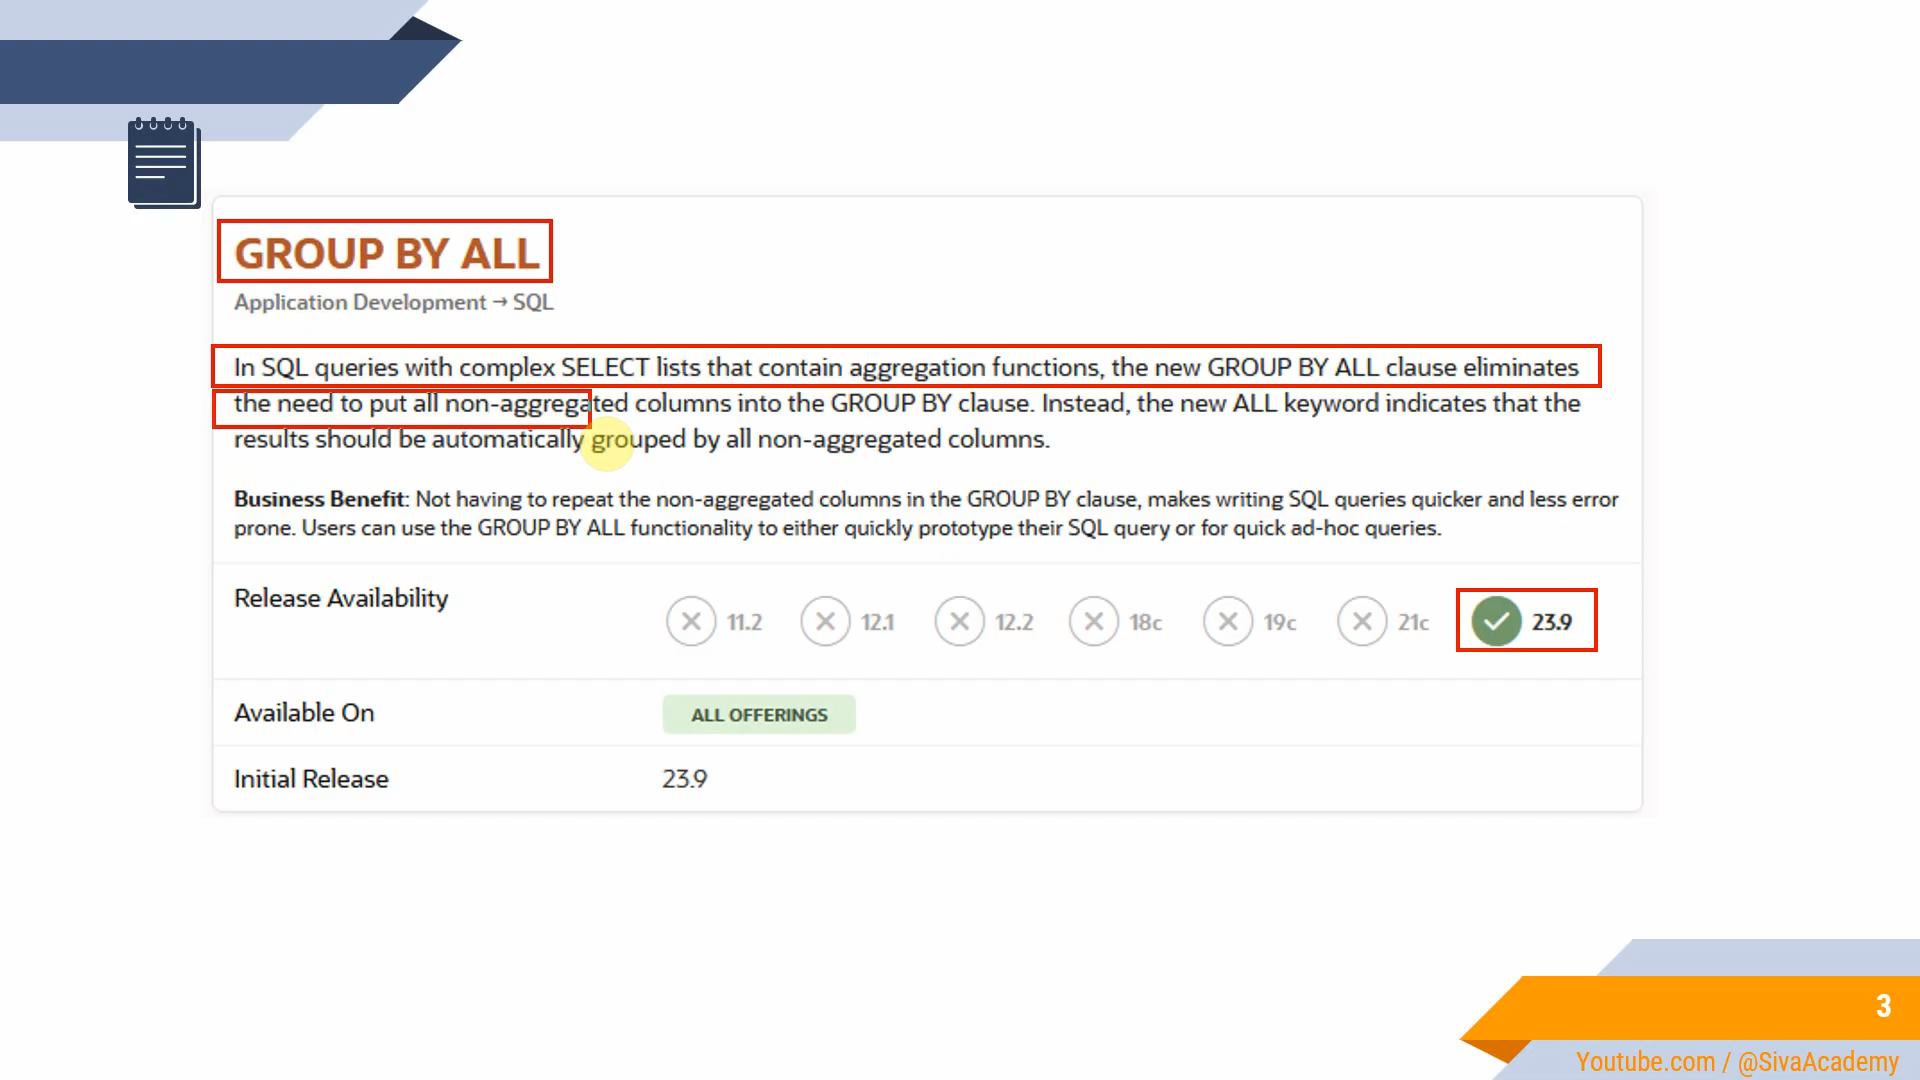 GROUP BY ALL
Application Development → SQL
In SQL queries with complex SELECT lists that contain aggregation functions, the new GROUP BY ALL clause eliminates
the need to put all non-aggregated columns into the GROUP BY clause. Instead, the new ALL keyword indicates that the
results should be automatically grouped by all non-aggregated columns.
Business Benefit: Not having to repeat the non-aggregated columns in the GROUP BY clause, makes writing SQL queries quicker and less error
prone. Users can use the GROUP BY ALL functionality to either quickly prototype their SQL query or for quick ad-hoc queries.
Release Availability 11.2 12.1 12.2 18c 19c 21c 23.9
Available On ALL OFFERINGS
Initial Release 23.9
3
Youtube.com / @SivaAcademy